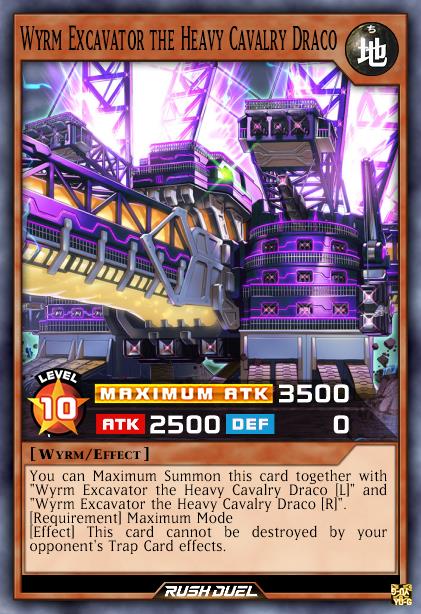 Wyrm Excavator the Heavy Cavalry Draco
ち
地
LEVEL
10
MAXIMUM ATK 3500
ATK 2500 DEF 0
[ Wyrm/Effect ]
You can Maximum Summon this card together with
"Wyrm Excavator the Heavy Cavalry Draco [L]" and
"Wyrm Excavator the Heavy Cavalry Draco [R]".
[Requirement] Maximum Mode
[Effect] This card cannot be destroyed by your
opponent's Trap Card effects.
RUSH DUEL